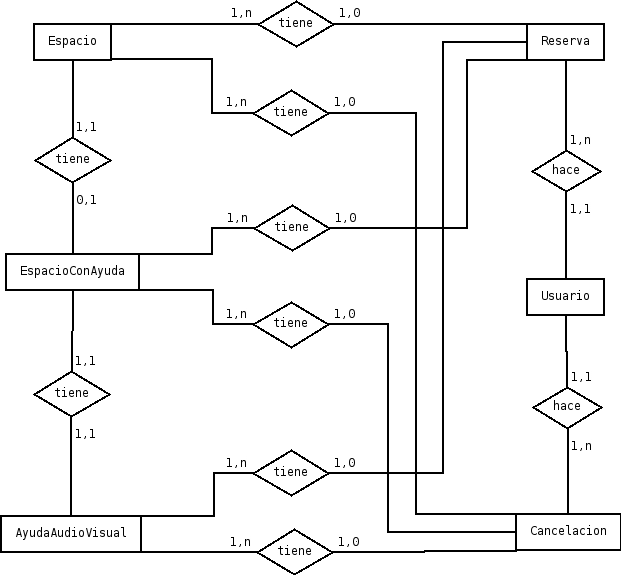 1,n tiene 1,0
Espacio Reserva
1,n tiene 1,0
1,1 1,n
tiene hace
0,1 1,1
1,n tiene 1,0
EspacioConAyuda
Usuario
1,n tiene 1,0
1,1 1,1
tiene hace
1,1 1,n
1,n tiene 1,0
AyudaAudioVisual Cancelacion
1,n tiene 1,0